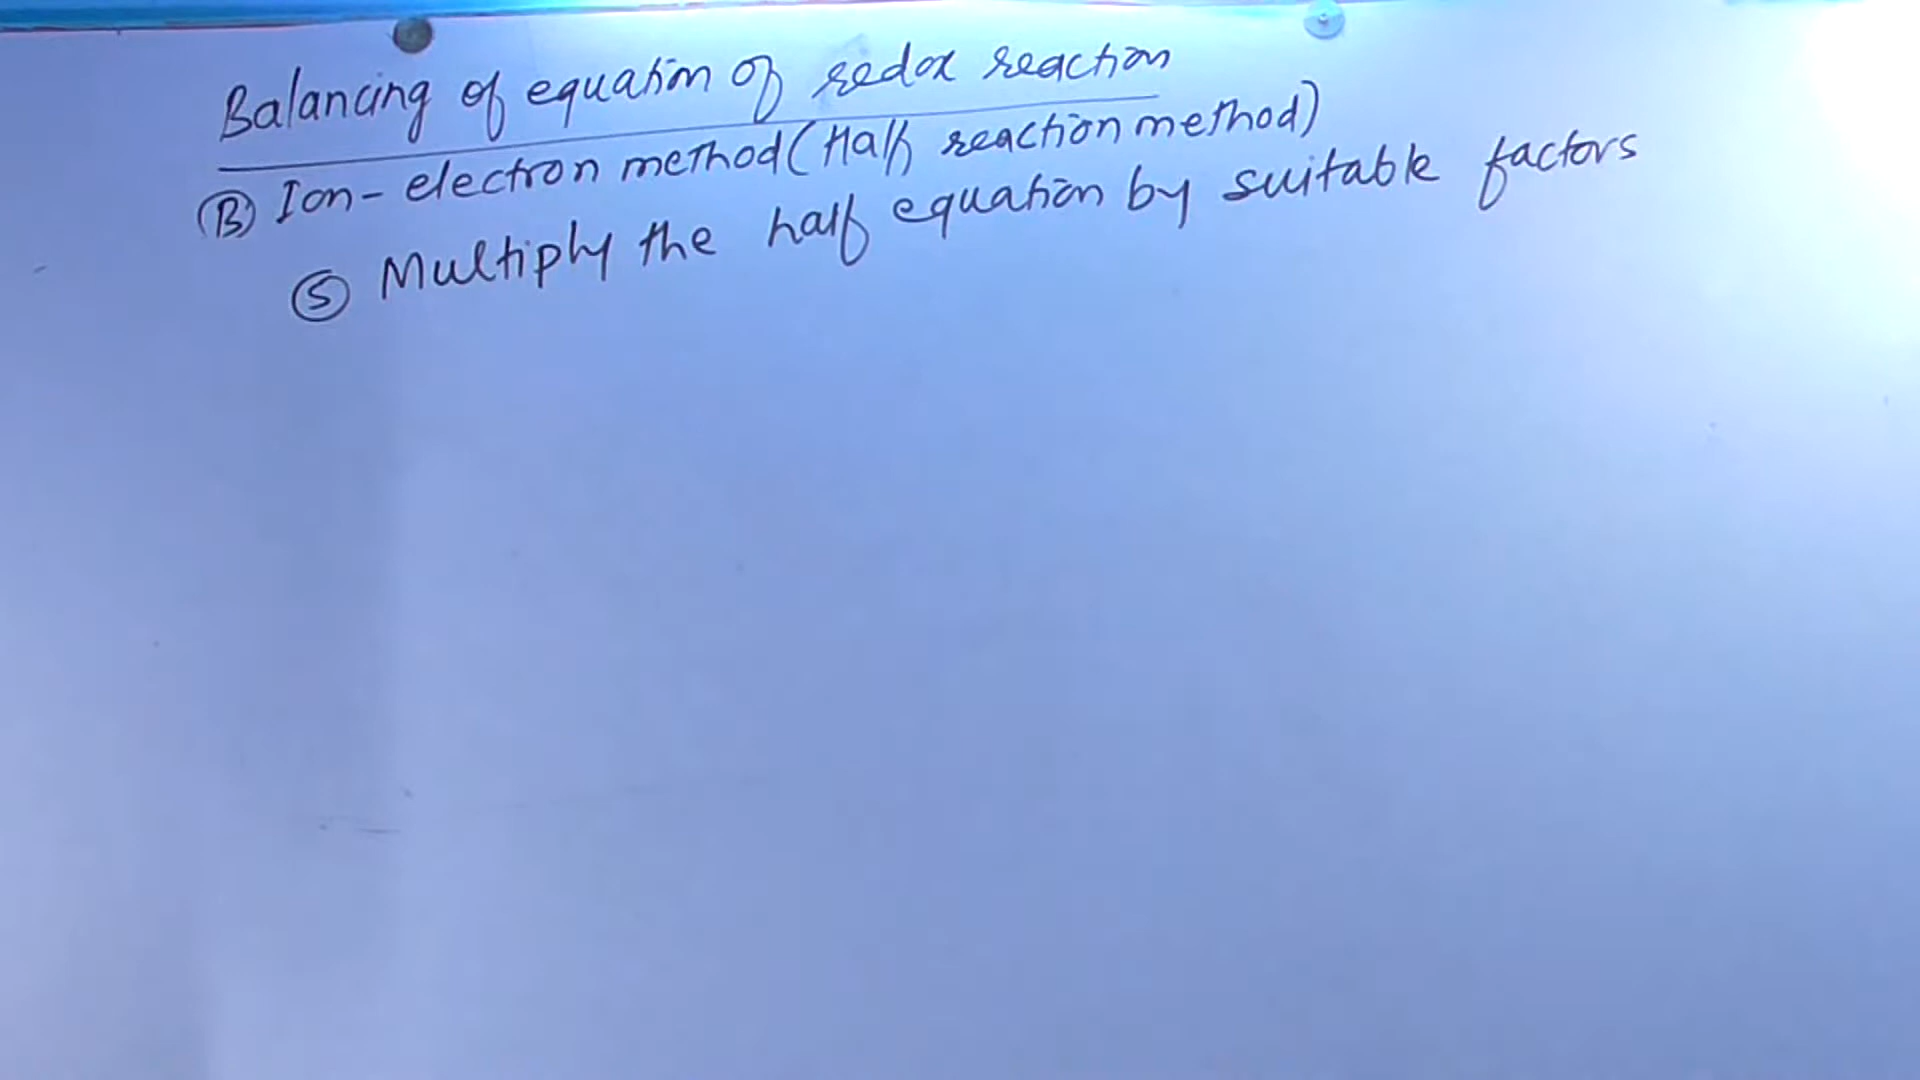 Balancing of equation of redox reaction
(B) Ion-electron method (Half reaction method)
(5) Multiply the half equation by suitable factors